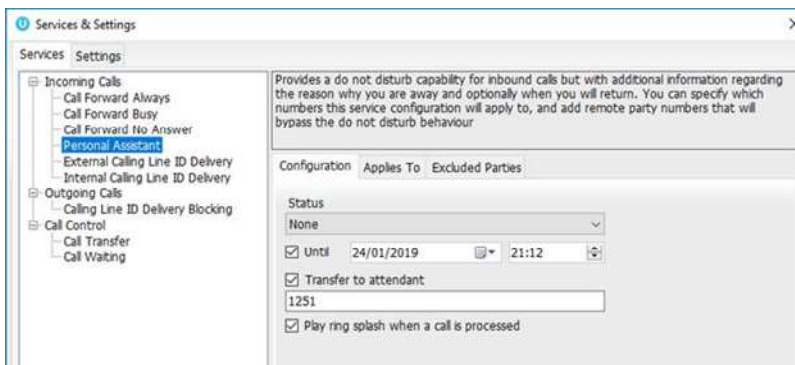 Services & Settings
Services Settings
Incoming Calls
Call Forward Always
Call Forward Busy
Call Forward No Answer
Personal Assistant
External Calling Line ID Delivery
Internal Calling Line ID Delivery
Outgoing Calls
Calling Line ID Delivery Blocking
Call Control
Call Transfer
Call Waiting
Provides a do not disturb capability for inbound calls but with additional information regarding
the reason why you are away and optionally when you will return. You can specify which
numbers this service configuration will apply to, and add remote party numbers that will
bypass the do not disturb behaviour
Configuration Applies To Excluded Parties
Status
None
Until 24/01/2019 21:12
Transfer to attendant
1251
Play ring splash when a call is processed